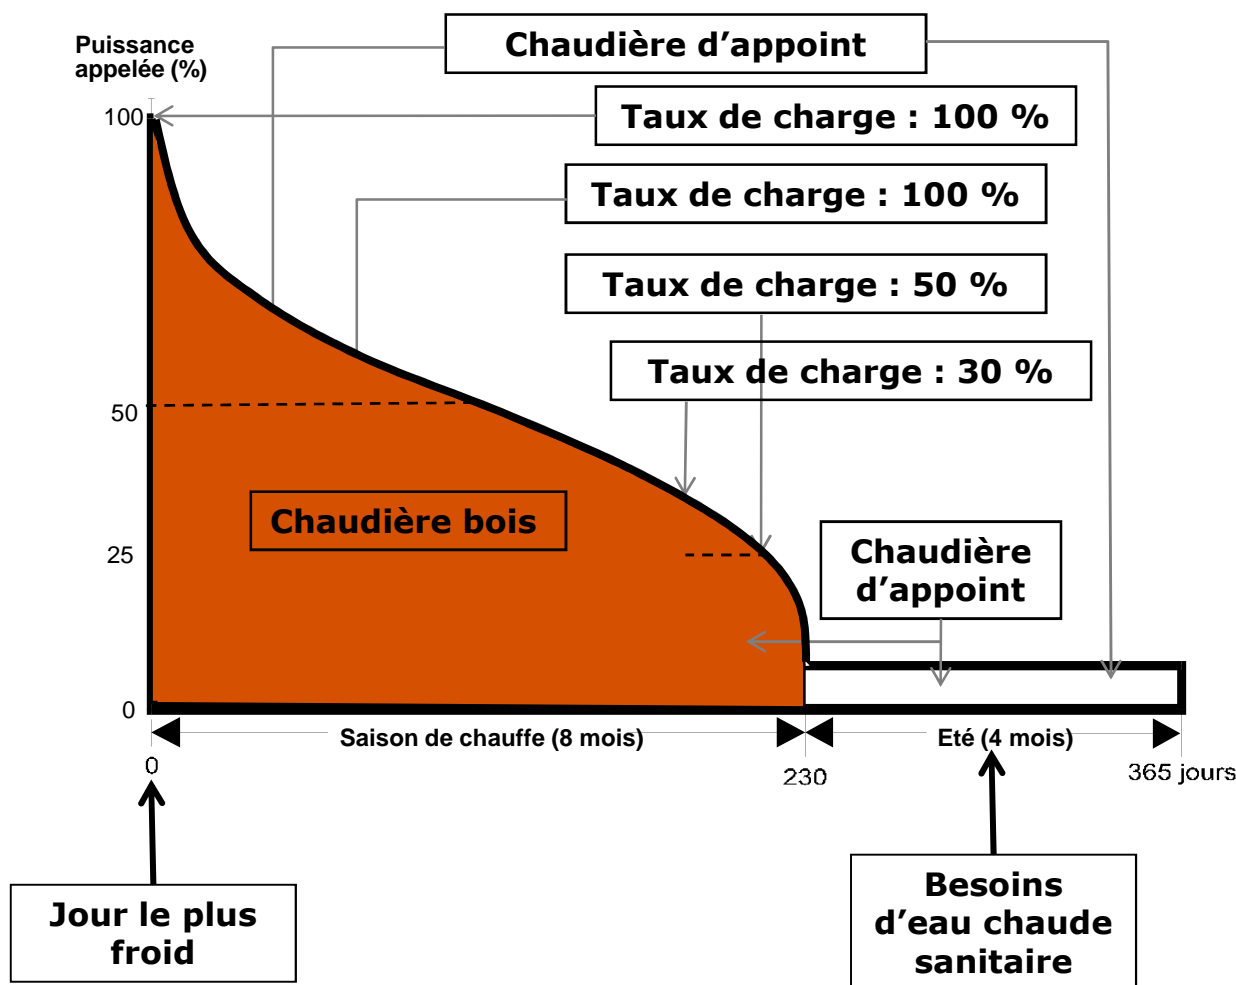 Chaudière d’appoint
Puissance
appelée (%)
100
Taux de charge : 100 %
Taux de charge : 100 %
Taux de charge : 50 %
Taux de charge : 30 %
50
Chaudière bois
25
Chaudière
d’appoint
0
Saison de chauffe (8 mois)
Eté (4 mois)
0
230
365 jours
Jour le plus
froid
Besoins
d’eau chaude
sanitaire